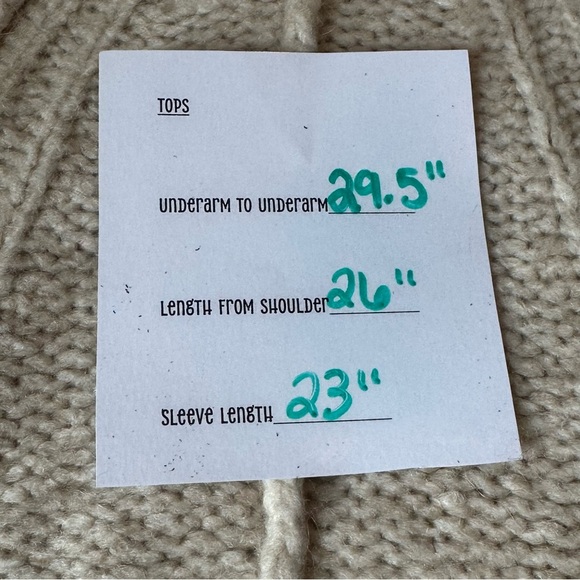 TOPS
UNDERARM TO UNDERARM 29.5"
LENGTH FROM SHOULDER 26"
SLEEVE LENGTH 23"